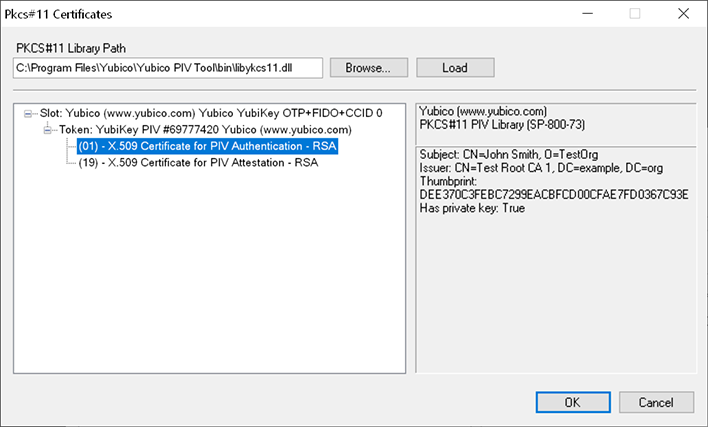 Pkcs#11 Certificates
PKCS#11 Library Path
C:\Program Files\Yubico\Yubico PIV Tool\bin\libykcs11.dll
Browse...
Load
Slot: Yubico (www.yubico.com) Yubico YubiKey OTP+FIDO+CCID 0
Token: YubiKey PIV #69777420 Yubico (www.yubico.com)
(01) - X.509 Certificate for PIV Authentication - RSA
(19) - X.509 Certificate for PIV Attestation - RSA
Yubico (www.yubico.com)
PKCS#11 PIV Library (SP-800-73)
Subject: CN=John Smith, O=TestOrg
Issuer: CN=Test Root CA 1, DC=example, DC=org
Thumbprint:
DEE370C3FEBC7299EACBFCD00CFAE7FD0367C93E
Has private key: True
OK
Cancel